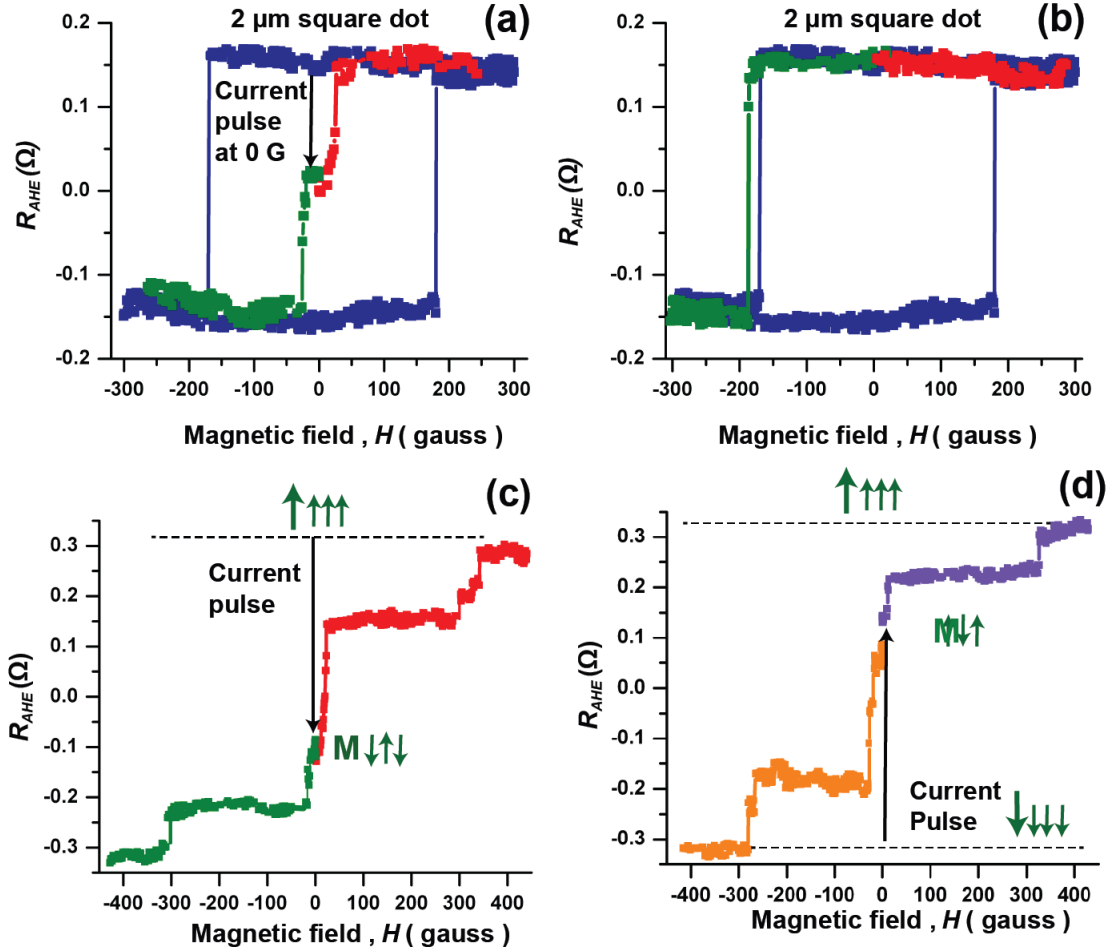 2 µm square dot
(a)
0.2
0.1
0.0
-0.1
-0.2
Current
pulse
at 0 G
R_AHE (Ω)
-300 -200 -100 0 100 200 300
Magnetic field , H ( gauss )
2 µm square dot
(b)
0.2
0.1
0.0
-0.1
-0.2
R_AHE (Ω)
-300 -200 -100 0 100 200 300
Magnetic field , H ( gauss )
(c)
0.3
0.2
0.1
0.0
-0.1
-0.2
-0.3
Current
pulse
M
R_AHE (Ω)
-400 -300 -200 -100 0 100 200 300 400
Magnetic field , H ( gauss )
(d)
0.3
0.2
0.1
0.0
-0.1
-0.2
-0.3
M
Current
Pulse
R_AHE (Ω)
-400 -300 -200 -100 0 100 200 300 400
Magnetic field , H ( gauss )